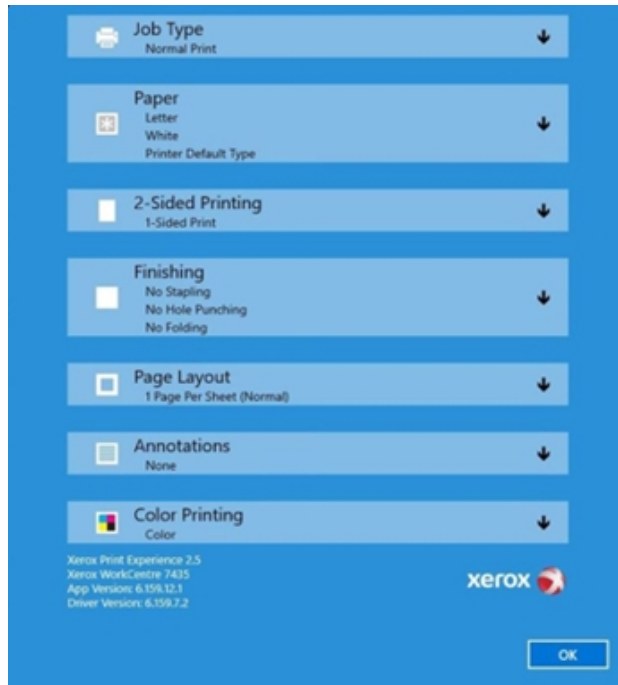 Job Type
Normal Print
Paper
Letter
White
Printer Default Type
2-Sided Printing
1-Sided Print
Finishing
No Stapling
No Hole Punching
No Folding
Page Layout
1 Page Per Sheet (Normal)
Annotations
None
Color Printing
Color
Xerox Print Experience 2.5
Xerox WorkCentre 7435
App Version: 6.159.12.1
Driver Version: 6.159.7.2
xerox
OK